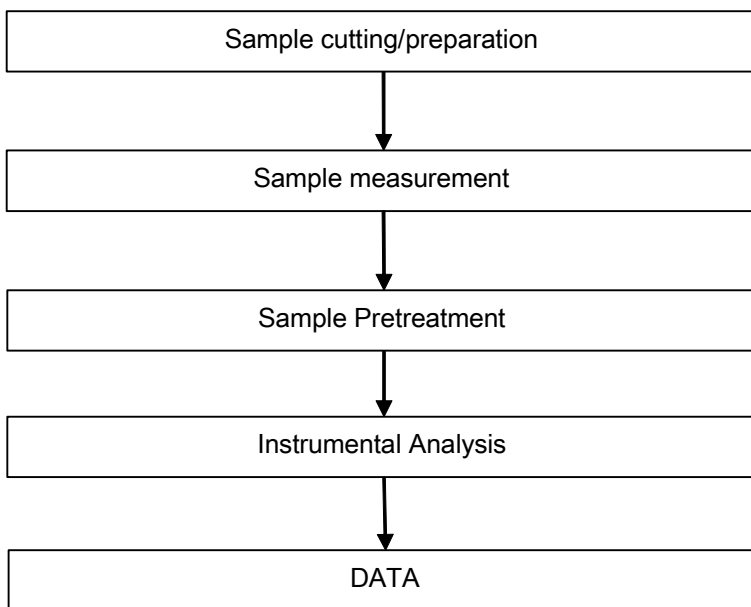 Sample cutting/preparation
Sample measurement
Sample Pretreatment
Instrumental Analysis
DATA